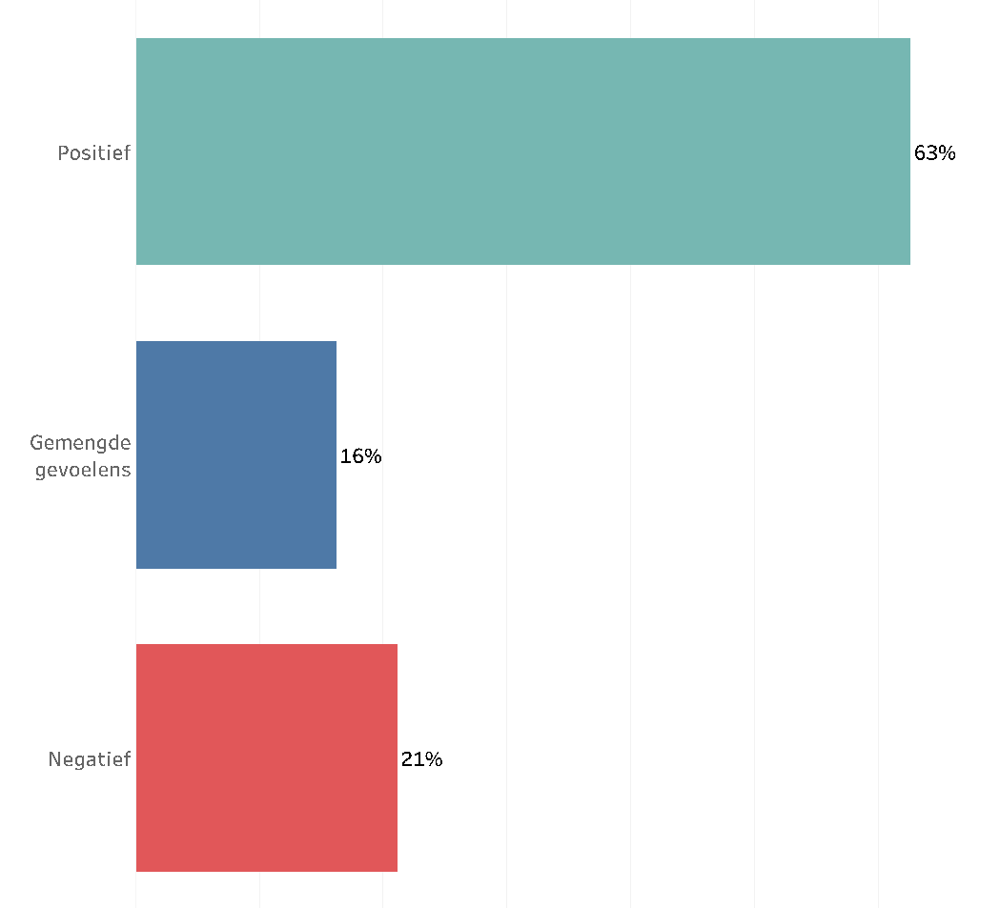 Positief
63%
Gemengde
gevoelens
16%
Negatief
21%